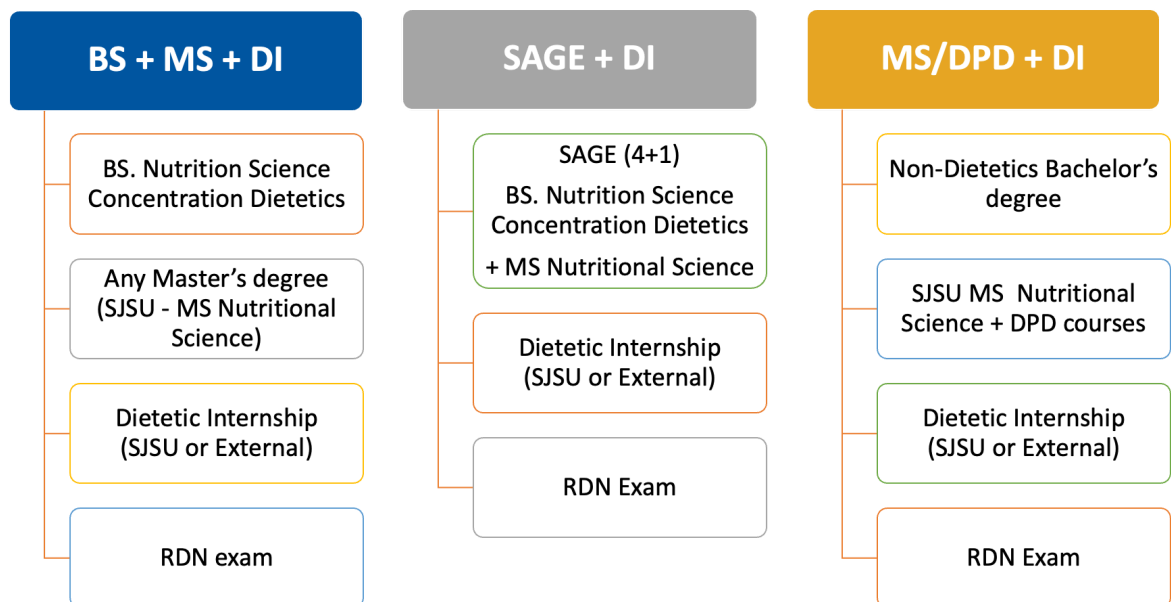 BS + MS + DI
BS. Nutrition Science
Concentration Dietetics
Any Master’s degree
(SJSU - MS Nutritional
Science)
Dietetic Internship
(SJSU or External)
RDN exam
SAGE + DI
SAGE (4+1)
BS. Nutrition Science
Concentration Dietetics
+ MS Nutritional Science
Dietetic Internship
(SJSU or External)
RDN Exam
MS/DPD + DI
Non-Dietetics Bachelor’s
degree
SJSU MS  Nutritional
Science + DPD courses
Dietetic Internship
(SJSU or External)
RDN Exam